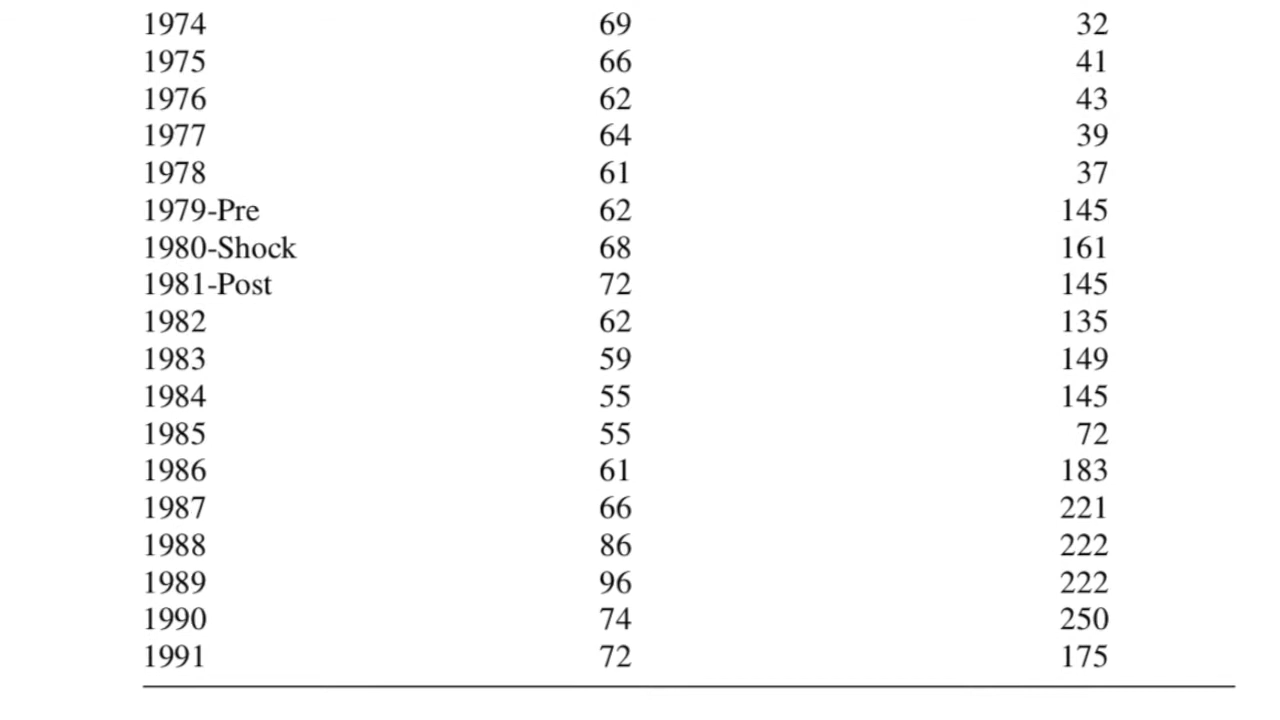 1974 69 32
1975 66 41
1976 62 43
1977 64 39
1978 61 37
1979-Pre 62 145
1980-Shock 68 161
1981-Post 72 145
1982 62 135
1983 59 149
1984 55 145
1985 55 72
1986 61 183
1987 66 221
1988 86 222
1989 96 222
1990 74 250
1991 72 175